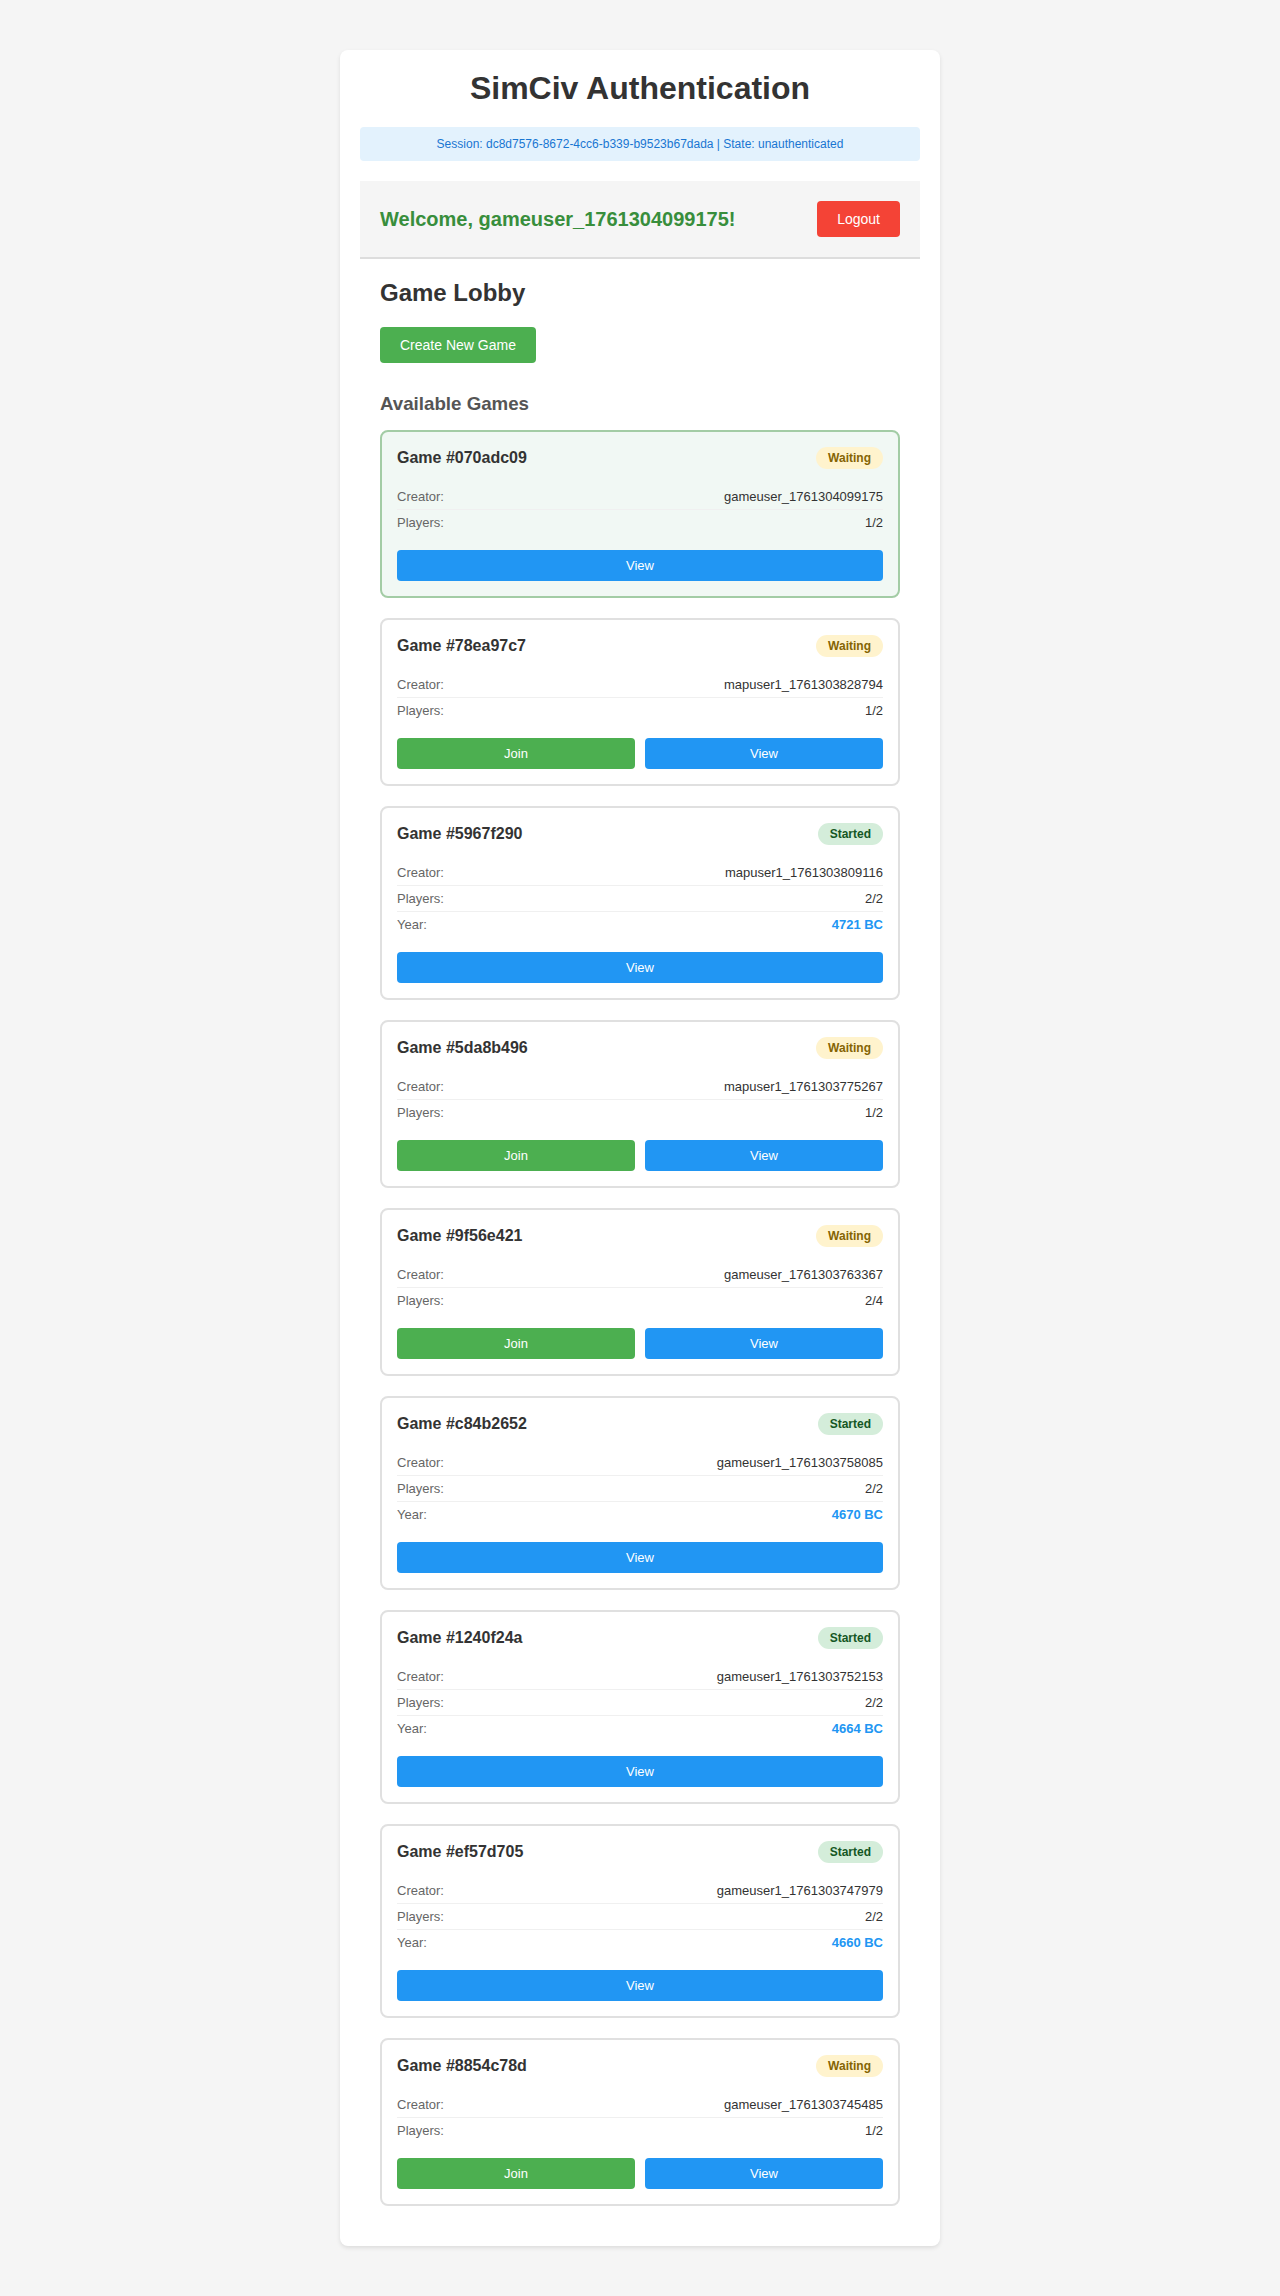 SimCiv Authentication
Session: dc8d7576-8672-4cc6-b339-b9523b67dada | State: unauthenticated
Welcome, gameuser_1761304099175!
Logout
Game Lobby
Create New Game
Available Games
Game #070adc09
Waiting
Creator: gameuser_1761304099175
Players: 1/2
View
Game #78ea97c7
Waiting
Creator: mapuser1_1761303828794
Players: 1/2
Join View
Game #5967f290
Started
Creator: mapuser1_1761303809116
Players: 2/2
Year: 4721 BC
View
Game #5da8b496
Waiting
Creator: mapuser1_1761303775267
Players: 1/2
Join View
Game #9f56e421
Waiting
Creator: gameuser_1761303763367
Players: 2/4
Join View
Game #c84b2652
Started
Creator: gameuser1_1761303758085
Players: 2/2
Year: 4670 BC
View
Game #1240f24a
Started
Creator: gameuser1_1761303752153
Players: 2/2
Year: 4664 BC
View
Game #ef57d705
Started
Creator: gameuser1_1761303747979
Players: 2/2
Year: 4660 BC
View
Game #8854c78d
Waiting
Creator: gameuser_1761303745485
Players: 1/2
Join View